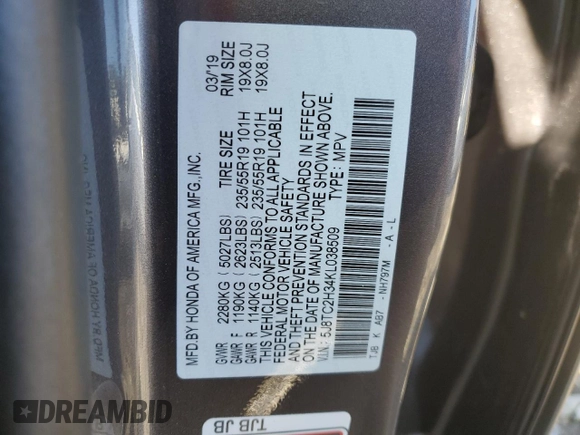 MFD.BY HONDA OF AMERICA MFG.,INC. 03/19
TIRE SIZE RIM SIZE
GVWR 2280KG (5027LBS)
GAWR F 1190KG (2623LBS) 235/55R19 101H 19X8.0J
GAWR R 1140KG (2513LBS) 235/55R19 101H 19X8.0J
THIS VEHICLE CONFORMS TO ALL APPLICABLE
FEDERAL MOTOR VEHICLE SAFETY
AND THEFT PREVENTION STANDARDS IN EFFECT
ON THE DATE OF MANUFACTURE SHOWN ABOVE.
V.I.N.: 5J8TC2H34KL038509 TYPE: MPV
TJB K AB7 NH797M - A - L
TJB JB
DREAMBID